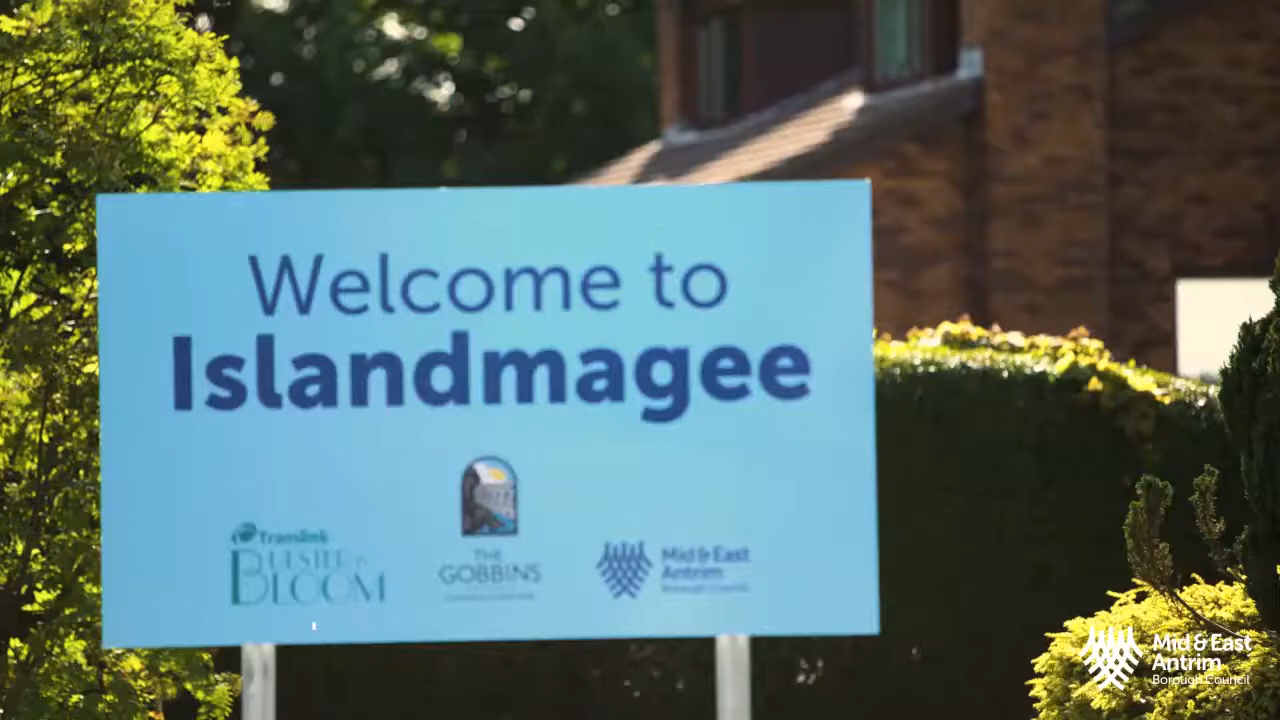 Welcome to
Islandmagee
Translink
ULSTER in
BLOOM
THE
GOBBINS
Mid & East
Antrim
Borough Council
Mid & East
Antrim
Borough Council